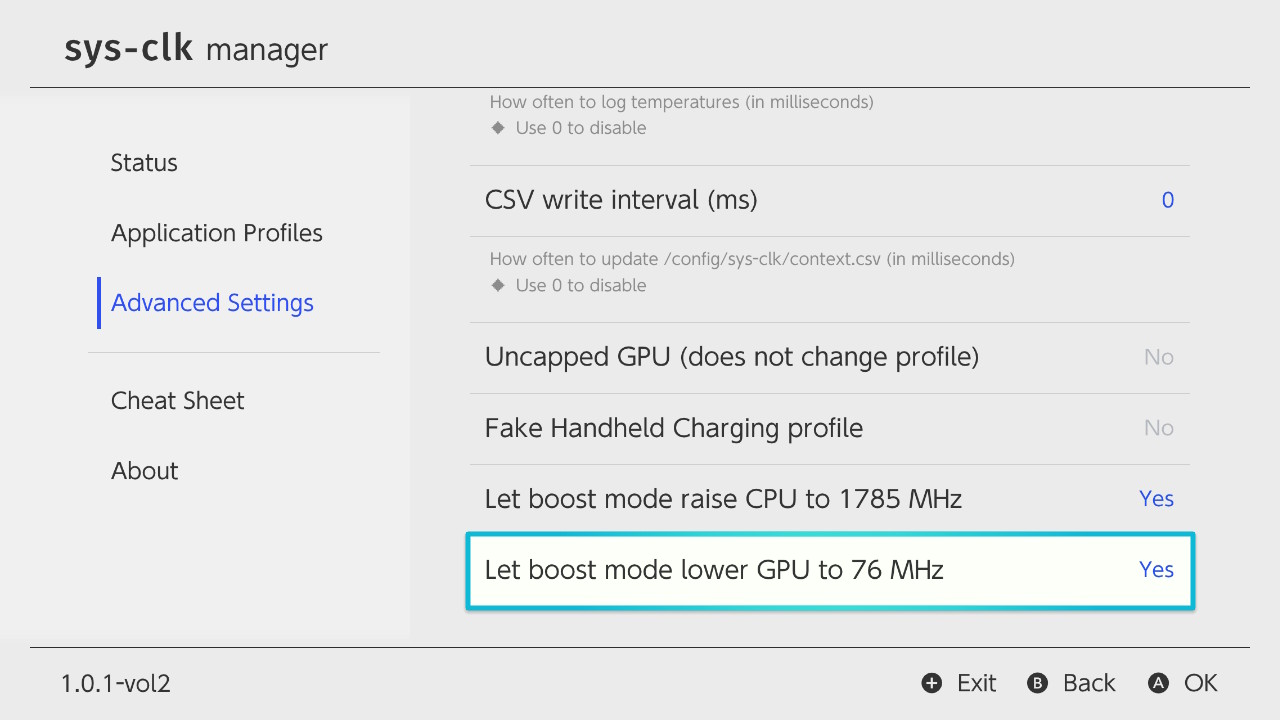 sys-clk manager
Status
Application Profiles
Advanced Settings
Cheat Sheet
About
How often to log temperatures (in milliseconds)
◆ Use 0 to disable
CSV write interval (ms) 0
How often to update /config/sys-clk/context.csv (in milliseconds)
◆ Use 0 to disable
Uncapped GPU (does not change profile) No
Fake Handheld Charging profile No
Let boost mode raise CPU to 1785 MHz Yes
Let boost mode lower GPU to 76 MHz Yes
1.0.1-vol2
+ Exit B Back A OK